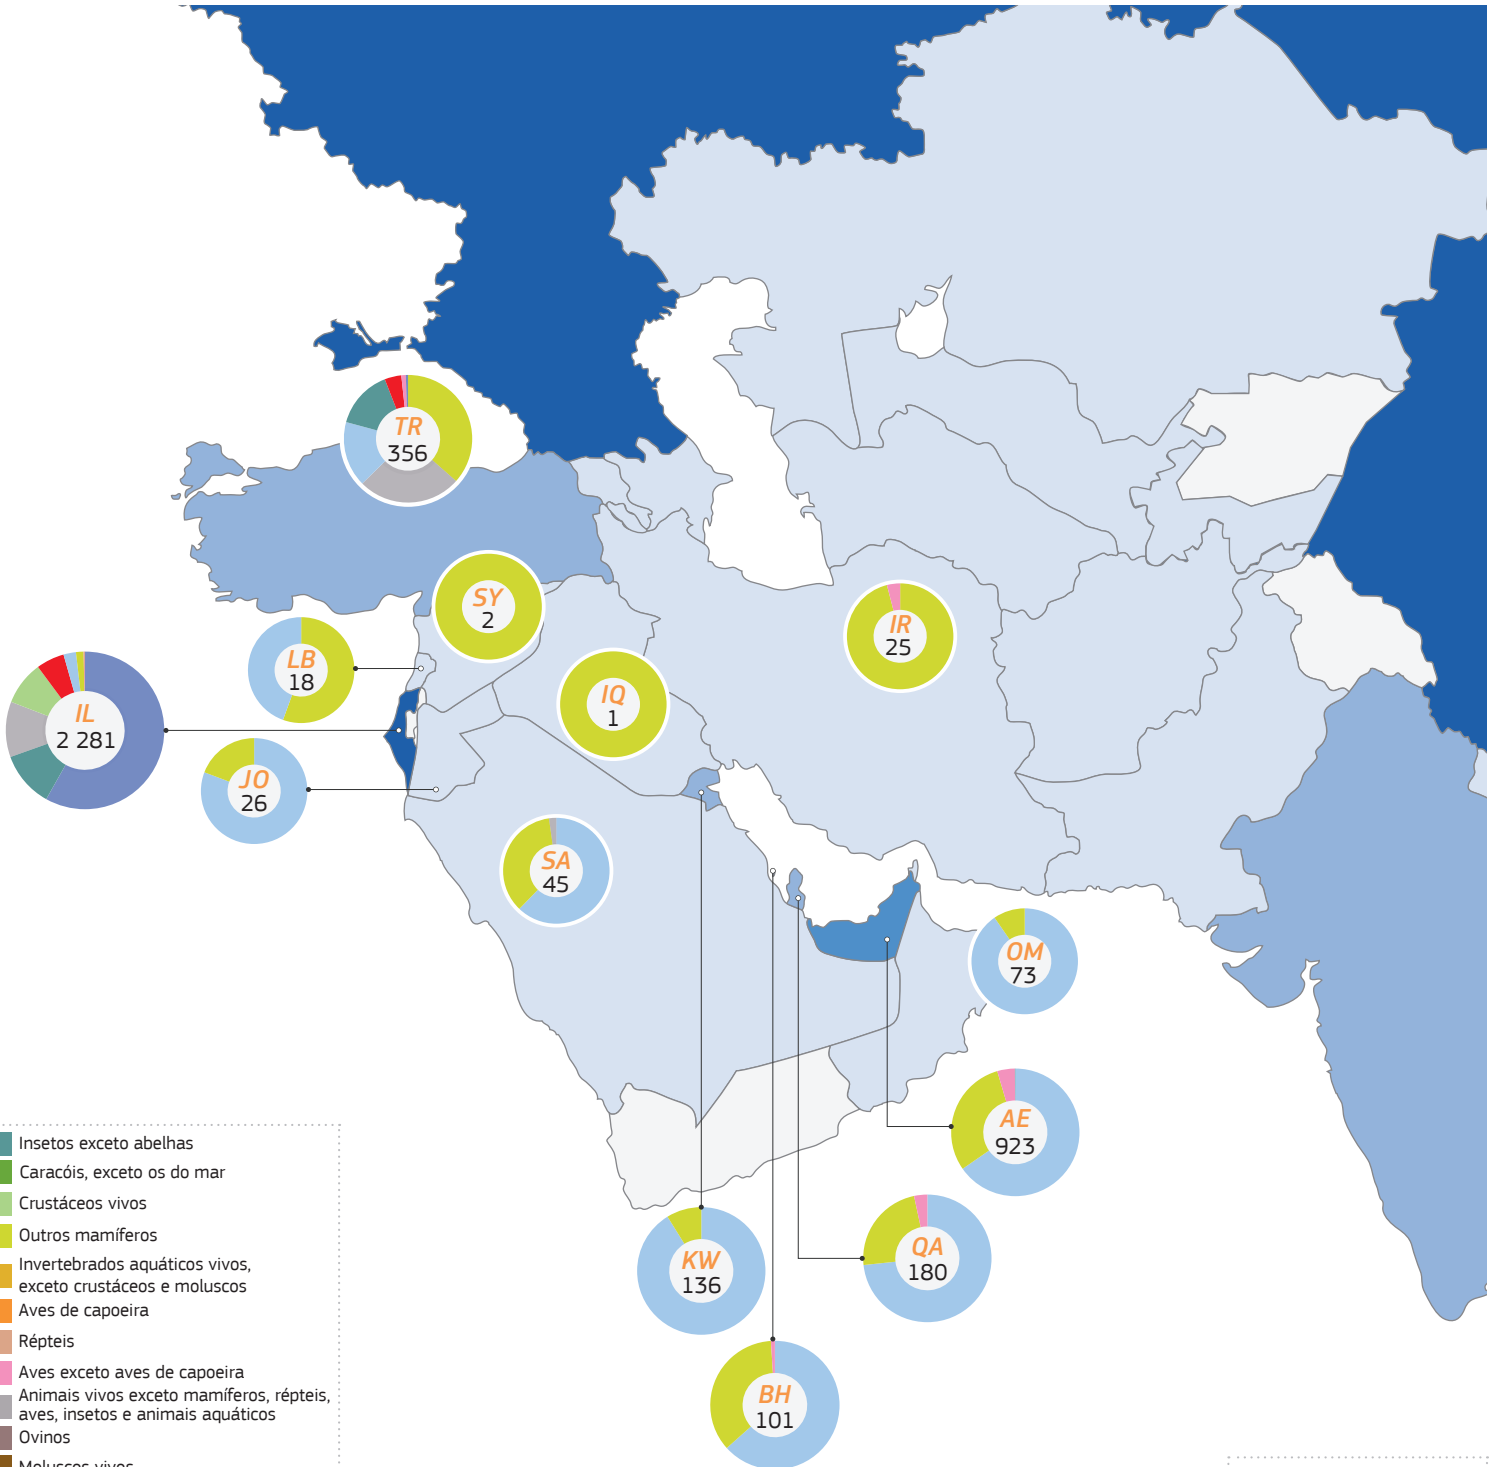 TR
356
SY
2
IR
25
LB
18
IQ
1
IL
2 281
JO
26
SA
45
OM
73
AE
923
QA
180
KW
136
BH
101
Insetos exceto abelhas
Caracóis, exceto os do mar
Crustáceos vivos
Outros mamíferos
Invertebrados aquáticos vivos,
exceto crustáceos e moluscos
Aves de capoeira
Répteis
Aves exceto aves de capoeira
Animais vivos exceto mamíferos, répteis,
aves, insetos e animais aquáticos
Ovinos
Moluscos vivos